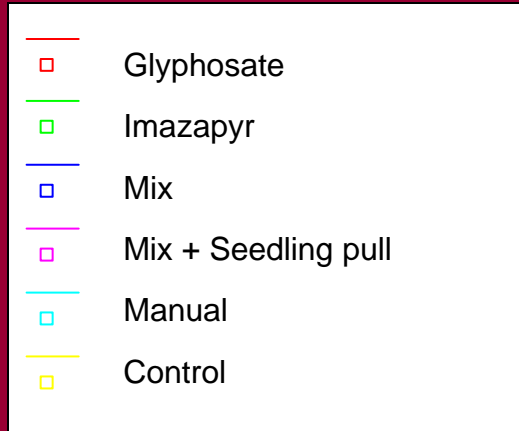 Glyphosate
Imazapyr
Mix
Mix + Seedling pull
Manual
Control